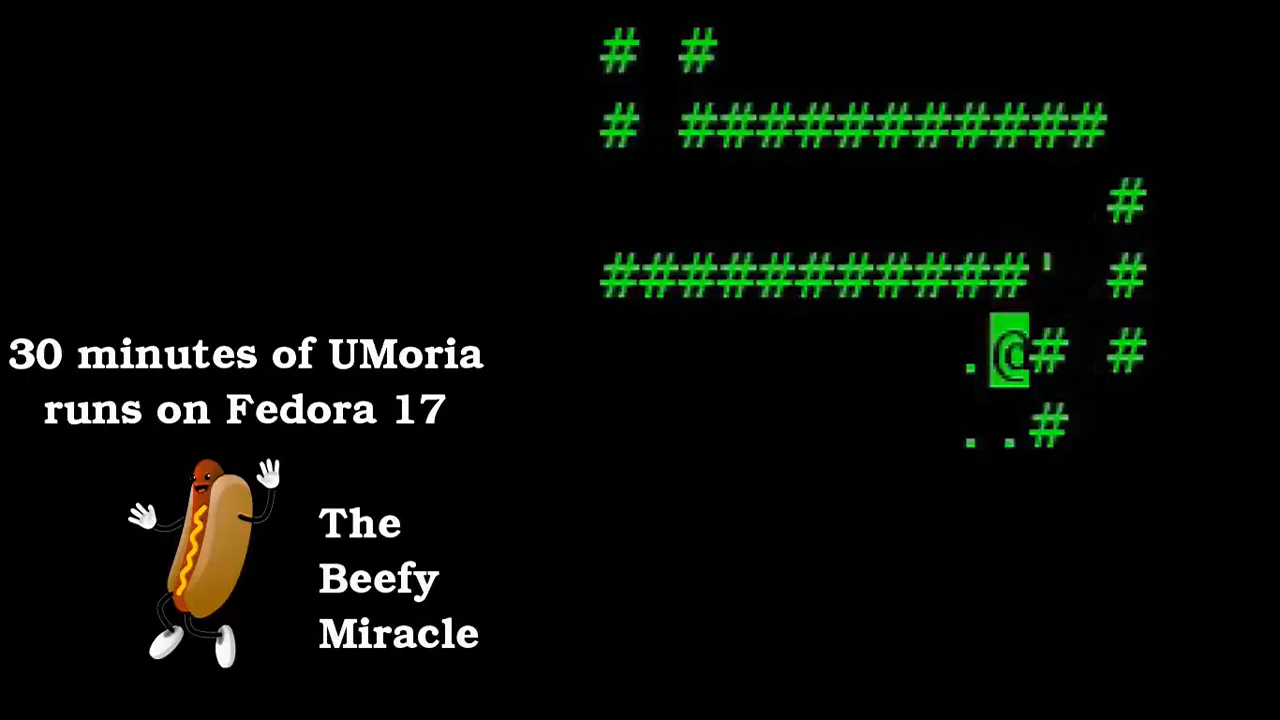 # #
# ###########
#
###########' #
.@# #
..#
30 minutes of UMoria
runs on Fedora 17
The
Beefy
Miracle